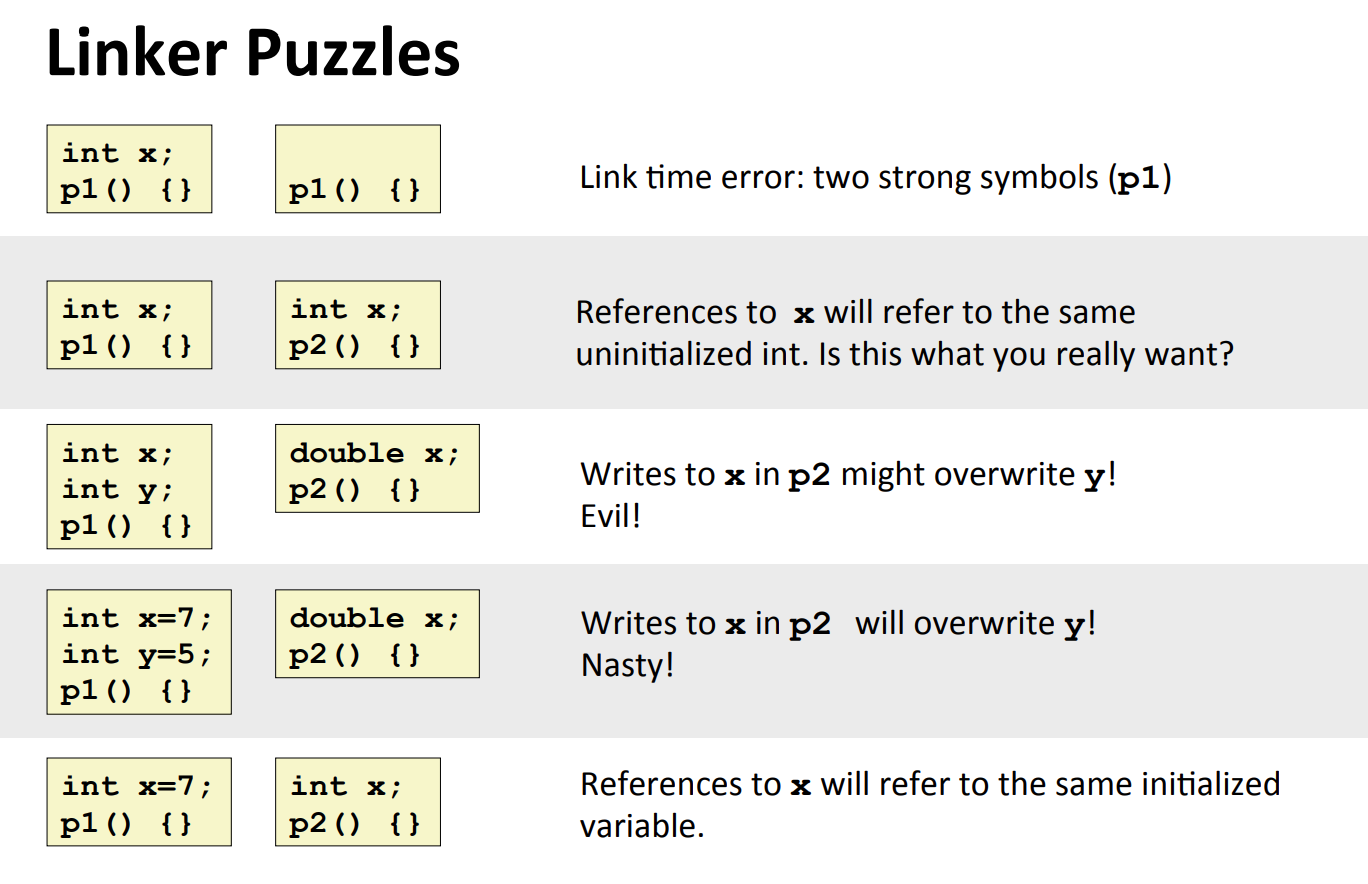 Linker Puzzles
int x;
p1() {}
p1() {}
Link time error: two strong symbols (p1)
int x;
p1() {}
int x;
p2() {}
References to x will refer to the same
uninitialized int. Is this what you really want?
int x;
int y;
p1() {}
double x;
p2() {}
Writes to x in p2 might overwrite y!
Evil!
int x=7;
int y=5;
p1() {}
double x;
p2() {}
Writes to x in p2 will overwrite y!
Nasty!
int x=7;
p1() {}
int x;
p2() {}
References to x will refer to the same initialized
variable.